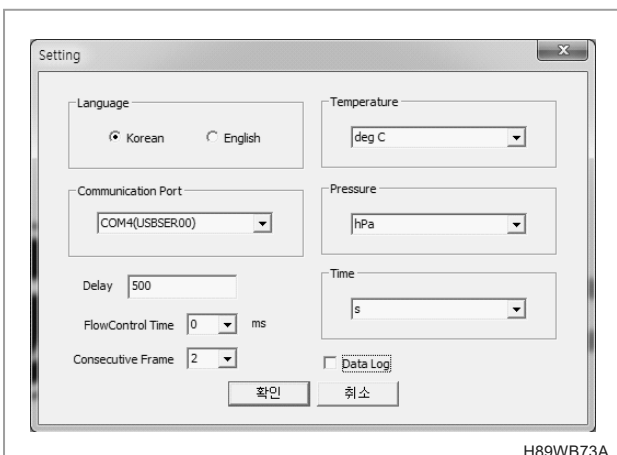 Setting
Language
Korean English
Communication Port
COM4(USBSER00)
Delay 500
FlowControl Time 0 ms
Consecutive Frame 2
Temperature
deg C
Pressure
hPa
Time
s
Data Log
확인 취소
H89WB73A